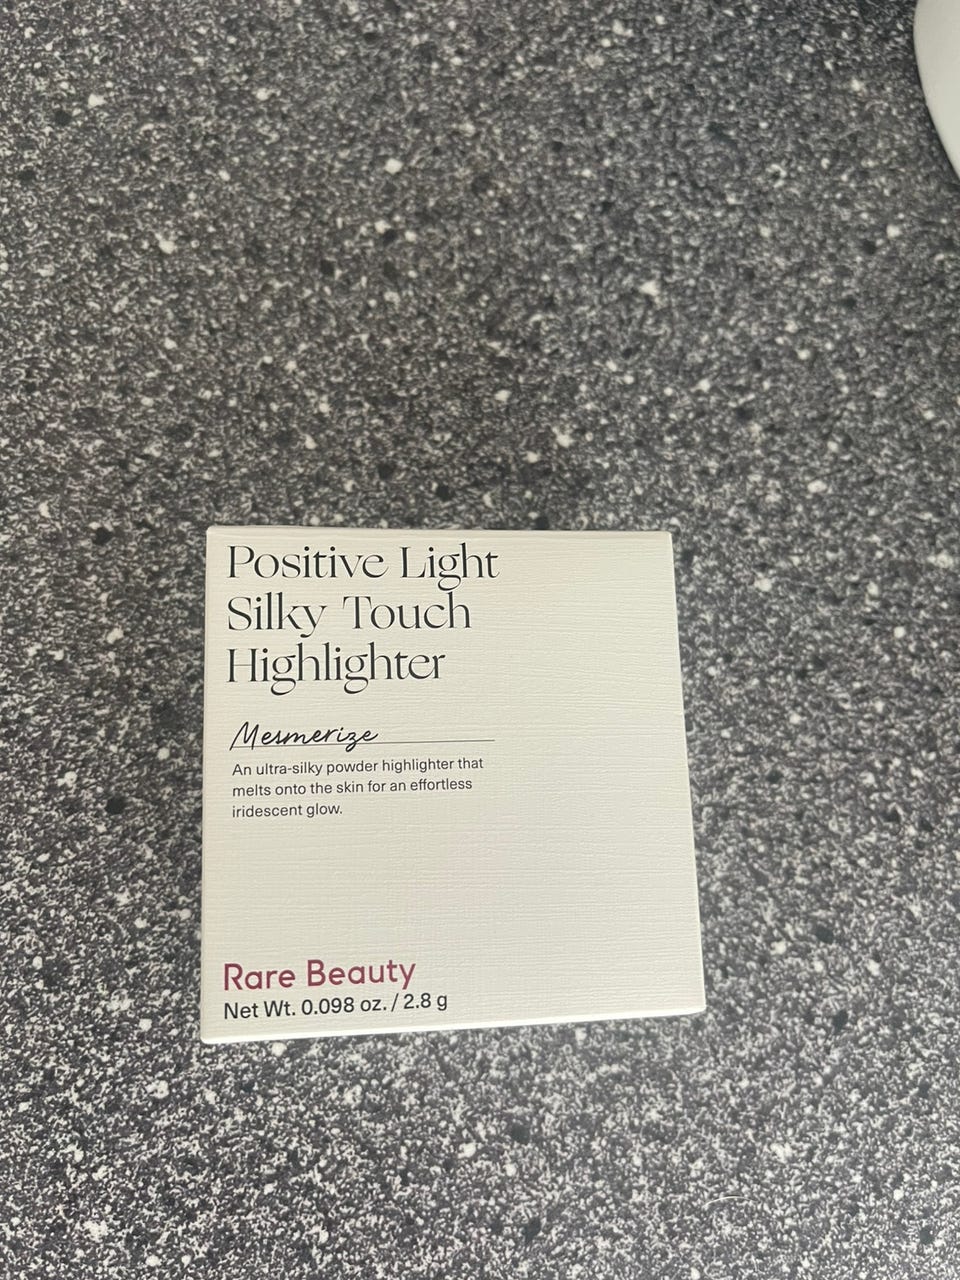 Positive Light
Silky Touch
Highlighter
Mesmerize
An ultra-silky powder highlighter that
melts onto the skin for an effortless
iridescent glow.
Rare Beauty
Net Wt. 0.098 oz. / 2.8 g